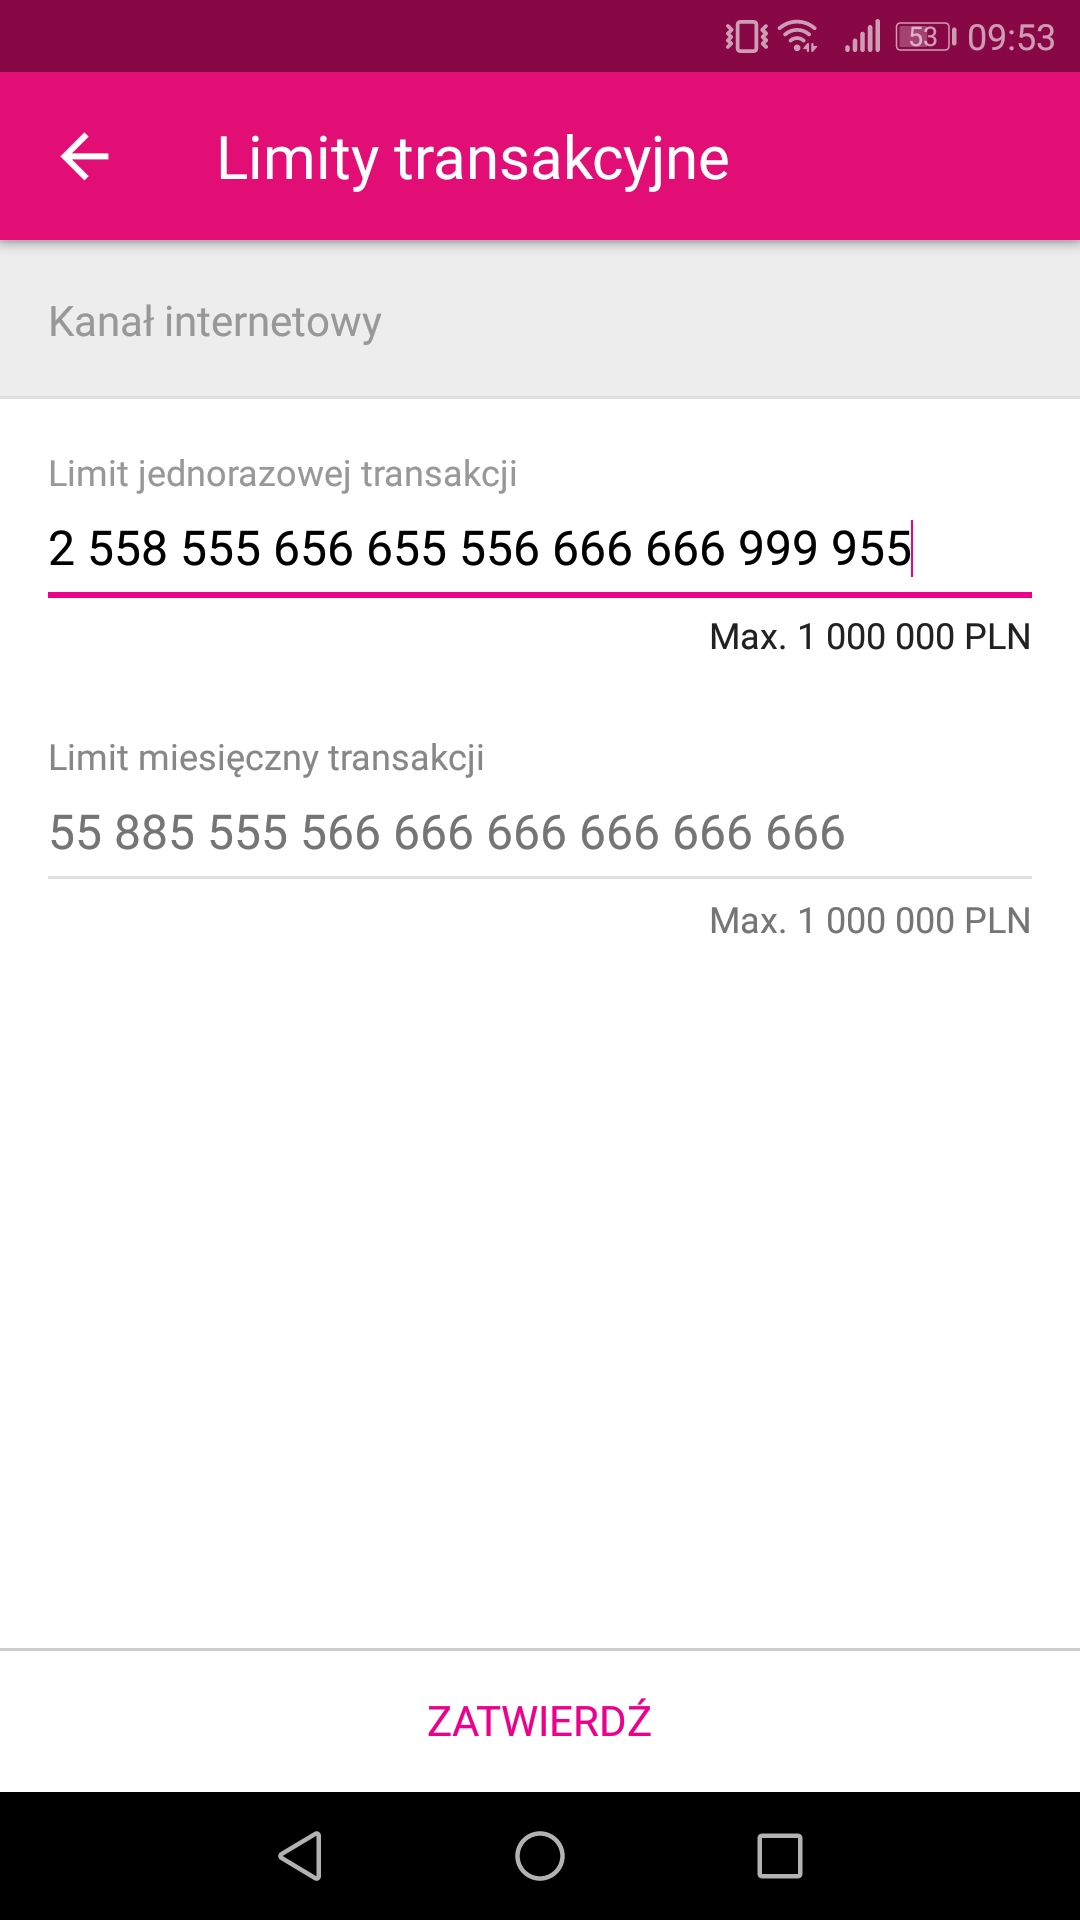 53 09:53
Limity transakcyjne
Kanał internetowy
Limit jednorazowej transakcji
2 558 555 656 655 556 666 666 999 955
Max. 1 000 000 PLN
Limit miesięczny transakcji
55 885 555 566 666 666 666 666 666
Max. 1 000 000 PLN
ZATWIERDŹ